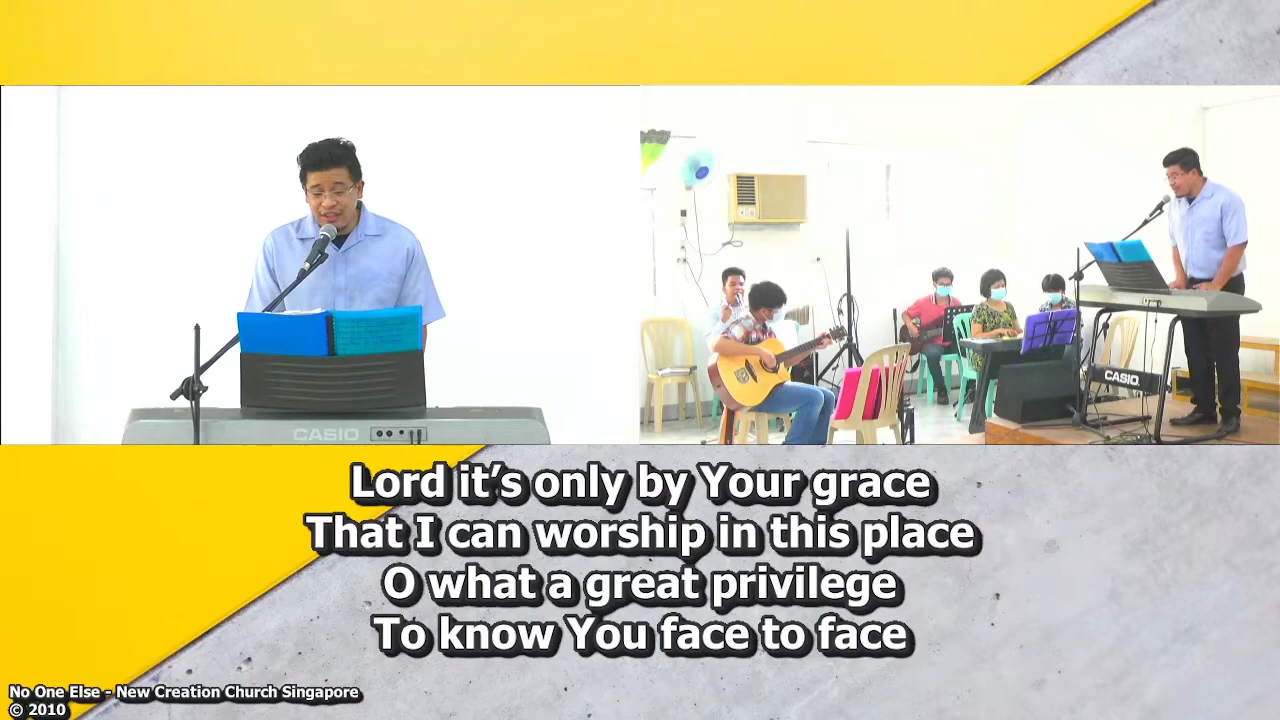 CASIO
CASIO
Lord it's only by Your grace
That I can worship in this place
O what a great privilege
To know You face to face
No One Else - New Creation Church Singapore
© 2010